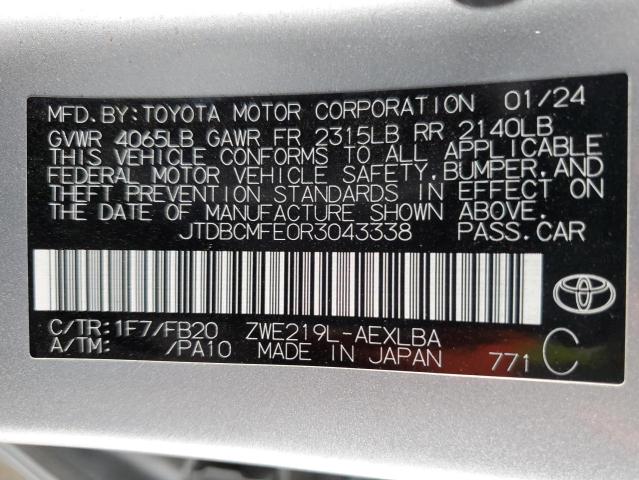 MFD.BY:TOYOTA MOTOR CORPORATION 01/24
GVWR 4065LB GAWR FR 2315LB RR 2140LB
THIS VEHICLE CONFORMS TO ALL APPLICABLE
FEDERAL MOTOR VEHICLE SAFETY,BUMPER,AND
THEFT PREVENTION STANDARDS IN EFFECT ON
THE DATE OF MANUFACTURE SHOWN ABOVE.
JTDBCMFE0R3043338 PASS.CAR
C/TR:1F7/FB20 ZWE219L-AEXLBA
A/TM: /PA10 MADE IN JAPAN 771 C